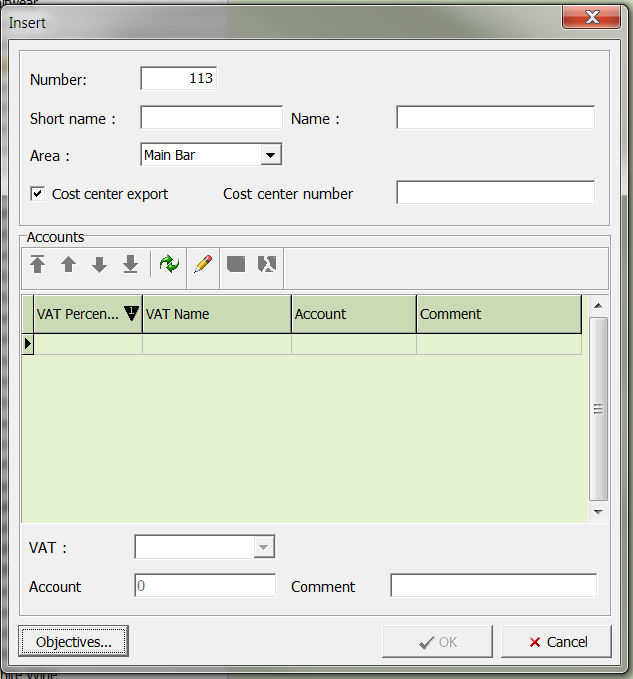 Insert
Number: 113
Short name : Name :
Area : Main Bar
Cost center export Cost center number
Accounts
VAT Percen... 1 VAT Name Account Comment
VAT :
Account 0 Comment
Objectives... OK Cancel